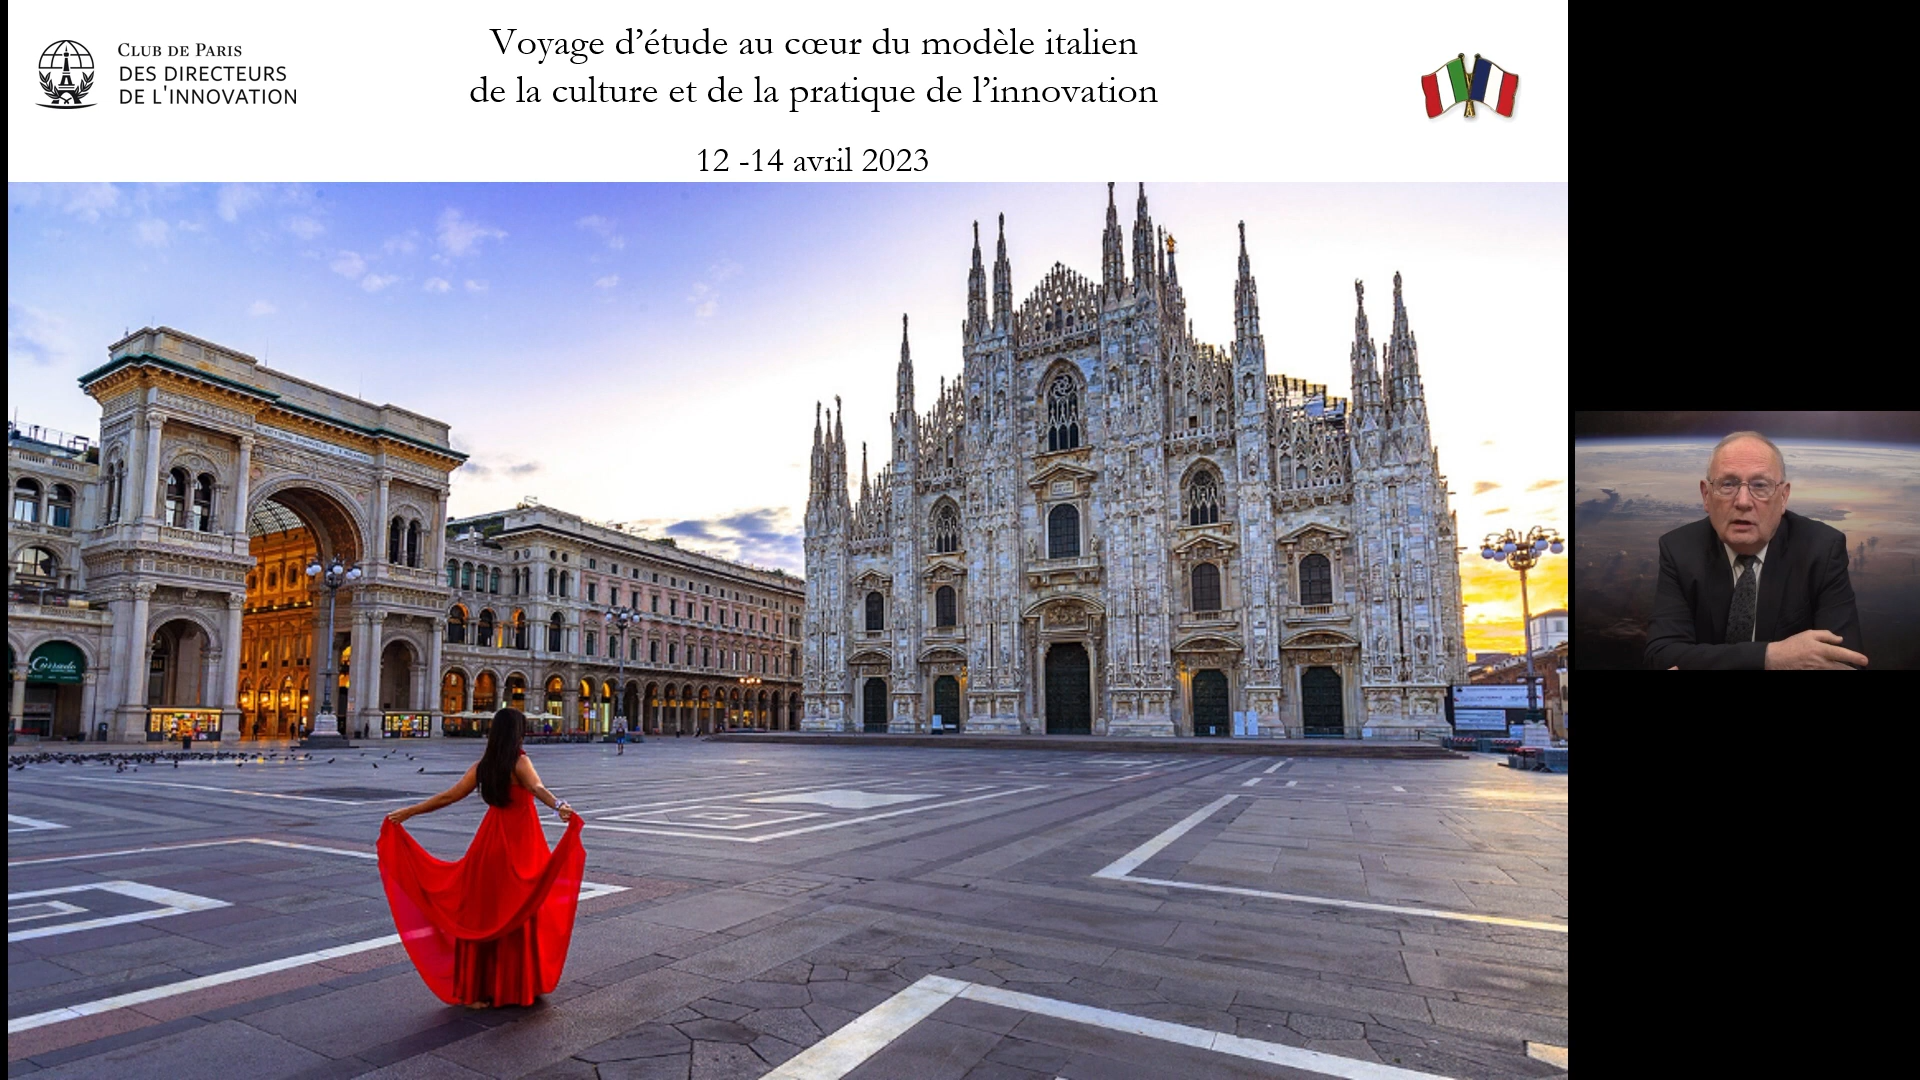 CLUB DE PARIS
DES DIRECTEURS
DE L'INNOVATION
Voyage d’étude au cœur du modèle italien
de la culture et de la pratique de l’innovation
12 -14 avril 2023